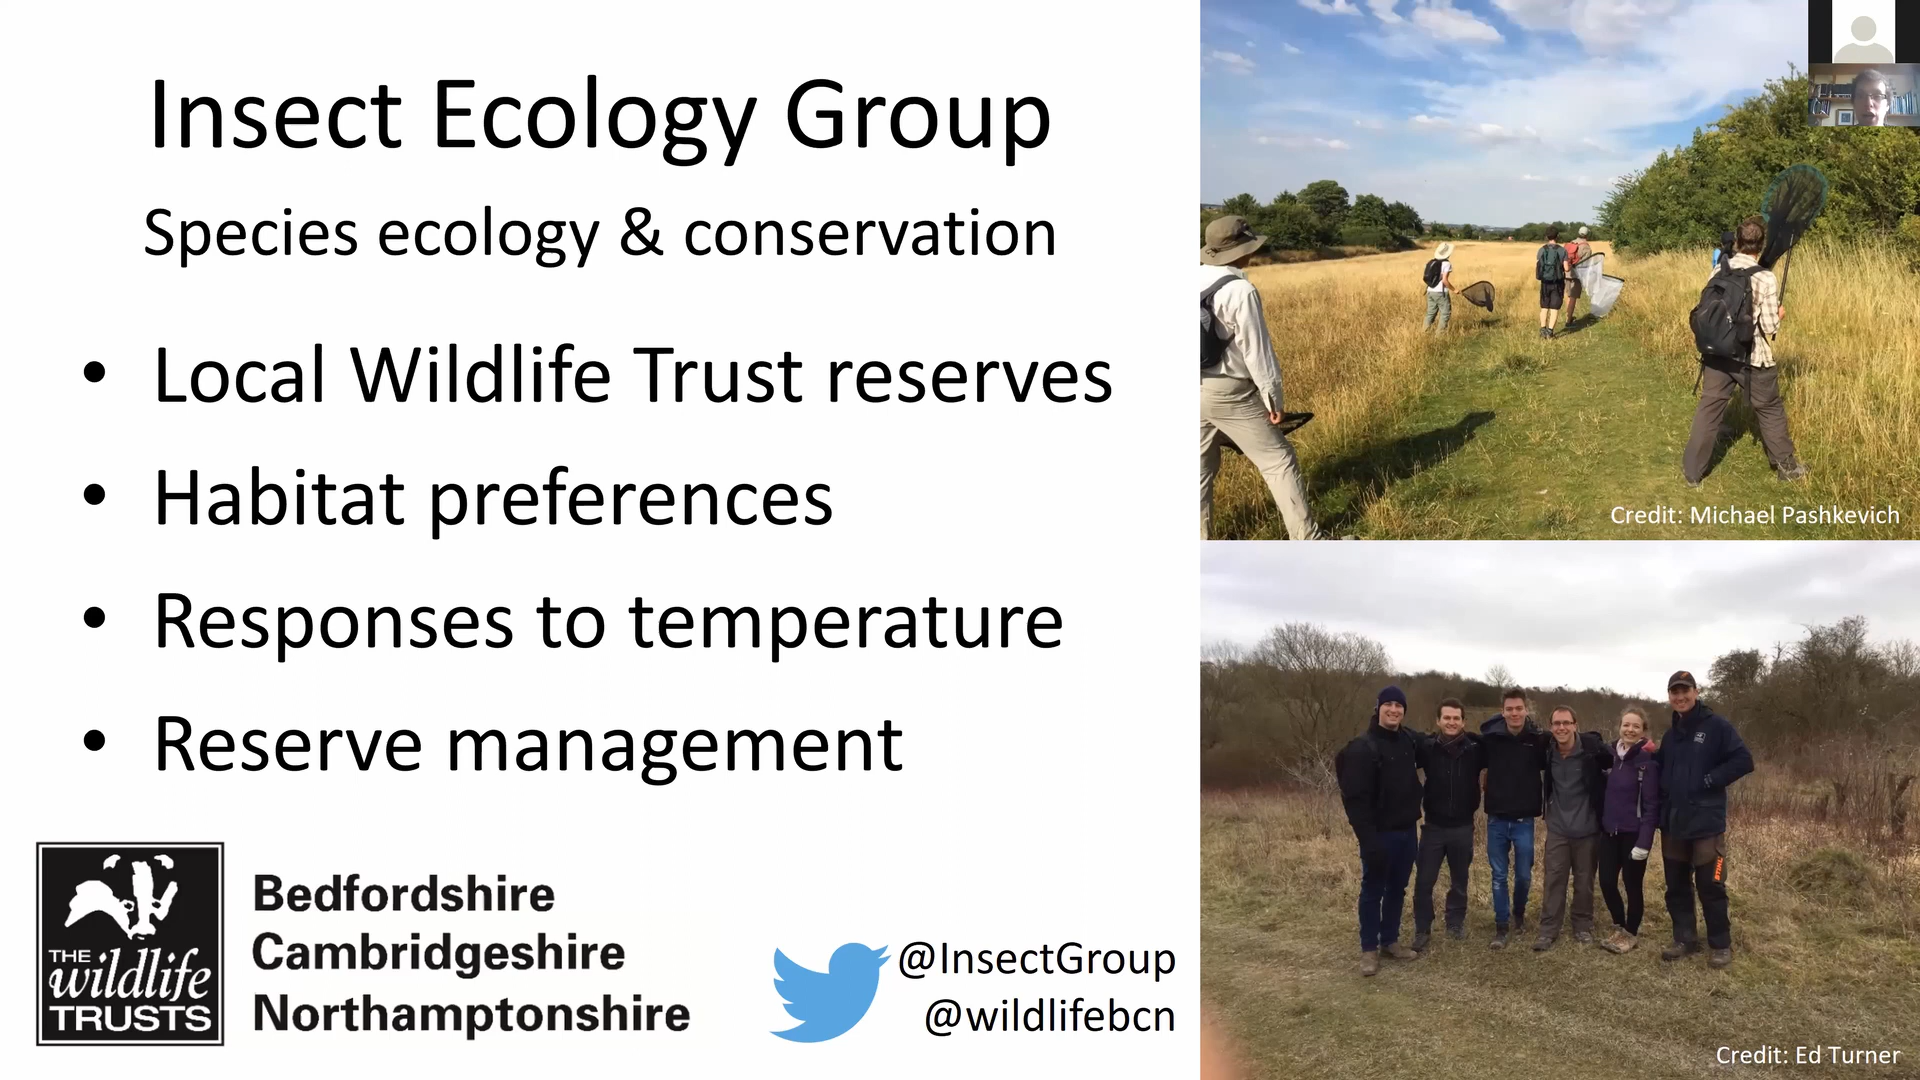 Insect Ecology Group
Species ecology & conservation
• Local Wildlife Trust reserves
• Habitat preferences
• Responses to temperature
• Reserve management
THE
wildlife
TRUSTS
Bedfordshire
Cambridgeshire
Northamptonshire
@InsectGroup
@wildlifebcn
Credit: Michael Pashkevich
STIHL
Credit: Ed Turner